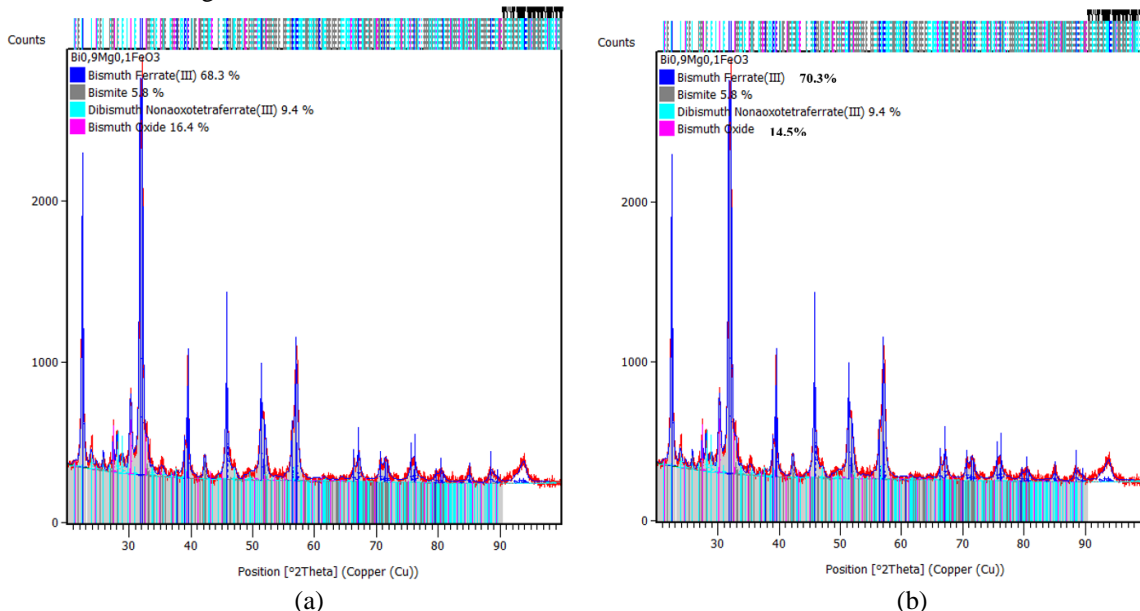 Counts
Bi0,9Mg0,1FeO3
Bismuth Ferrate(III) 68.3 %
Bismite 5.8 %
Dibismuth Nonaoxotetraferrate(III) 9.4 %
Bismuth Oxide 16.4 %
2000
1000
0
30 40 50 60 70 80 90
Position [°2Theta] (Copper (Cu))
(a)
Counts
Bi0,9Mg0,1FeO3
Bismuth Ferrate(III) 70.3%
Bismite 5.8 %
Dibismuth Nonaoxotetraferrate(III) 9.4 %
Bismuth Oxide 14.5%
2000
1000
0
30 40 50 60 70 80 90
Position [°2Theta] (Copper (Cu))
(b)